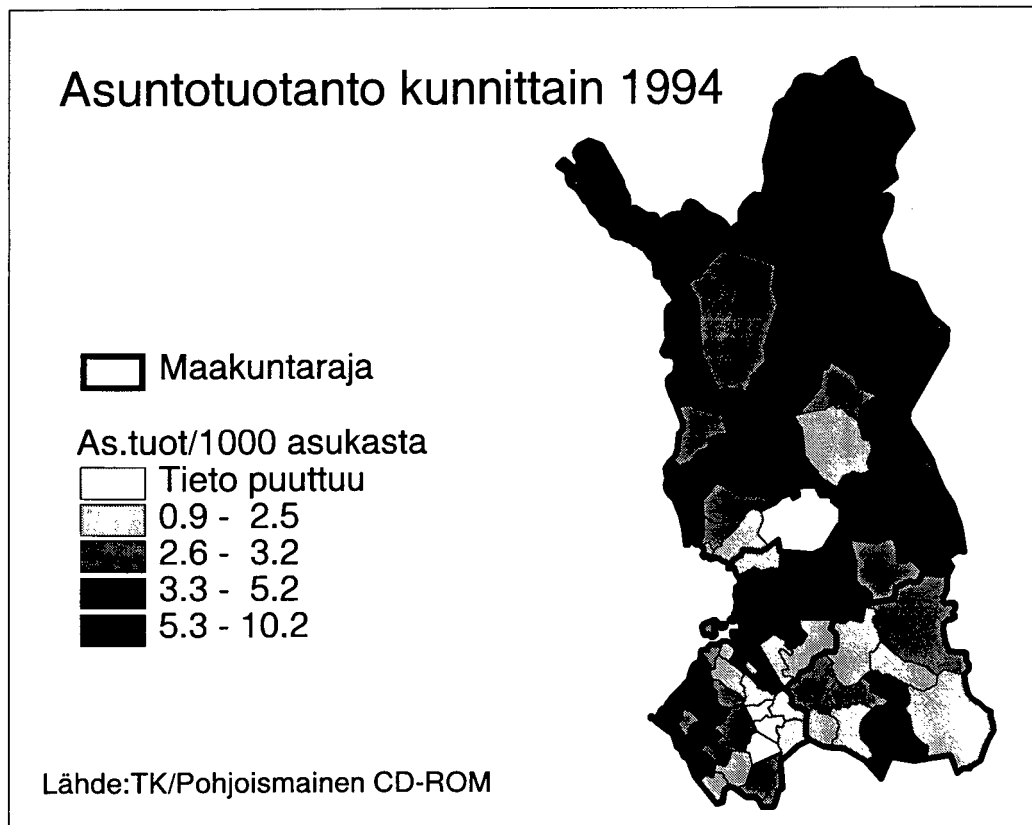 Asuntotuotanto kunnittain 1994
Maakuntaraja
As.tuot/1000 asukasta
Tieto puuttuu
0.9 - 2.5
2.6 - 3.2
3.3 - 5.2
5.3 - 10.2
Lähde:TK/Pohjoismainen CD-ROM